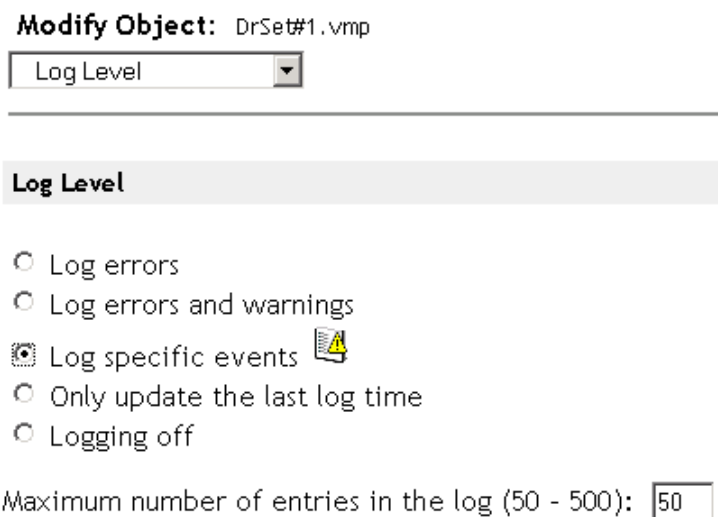 Modify Object: DrSet#1.vmp
Log Level
Log Level
Log errors
Log errors and warnings
Log specific events
Only update the last log time
Logging off
Maximum number of entries in the log (50 - 500): 50